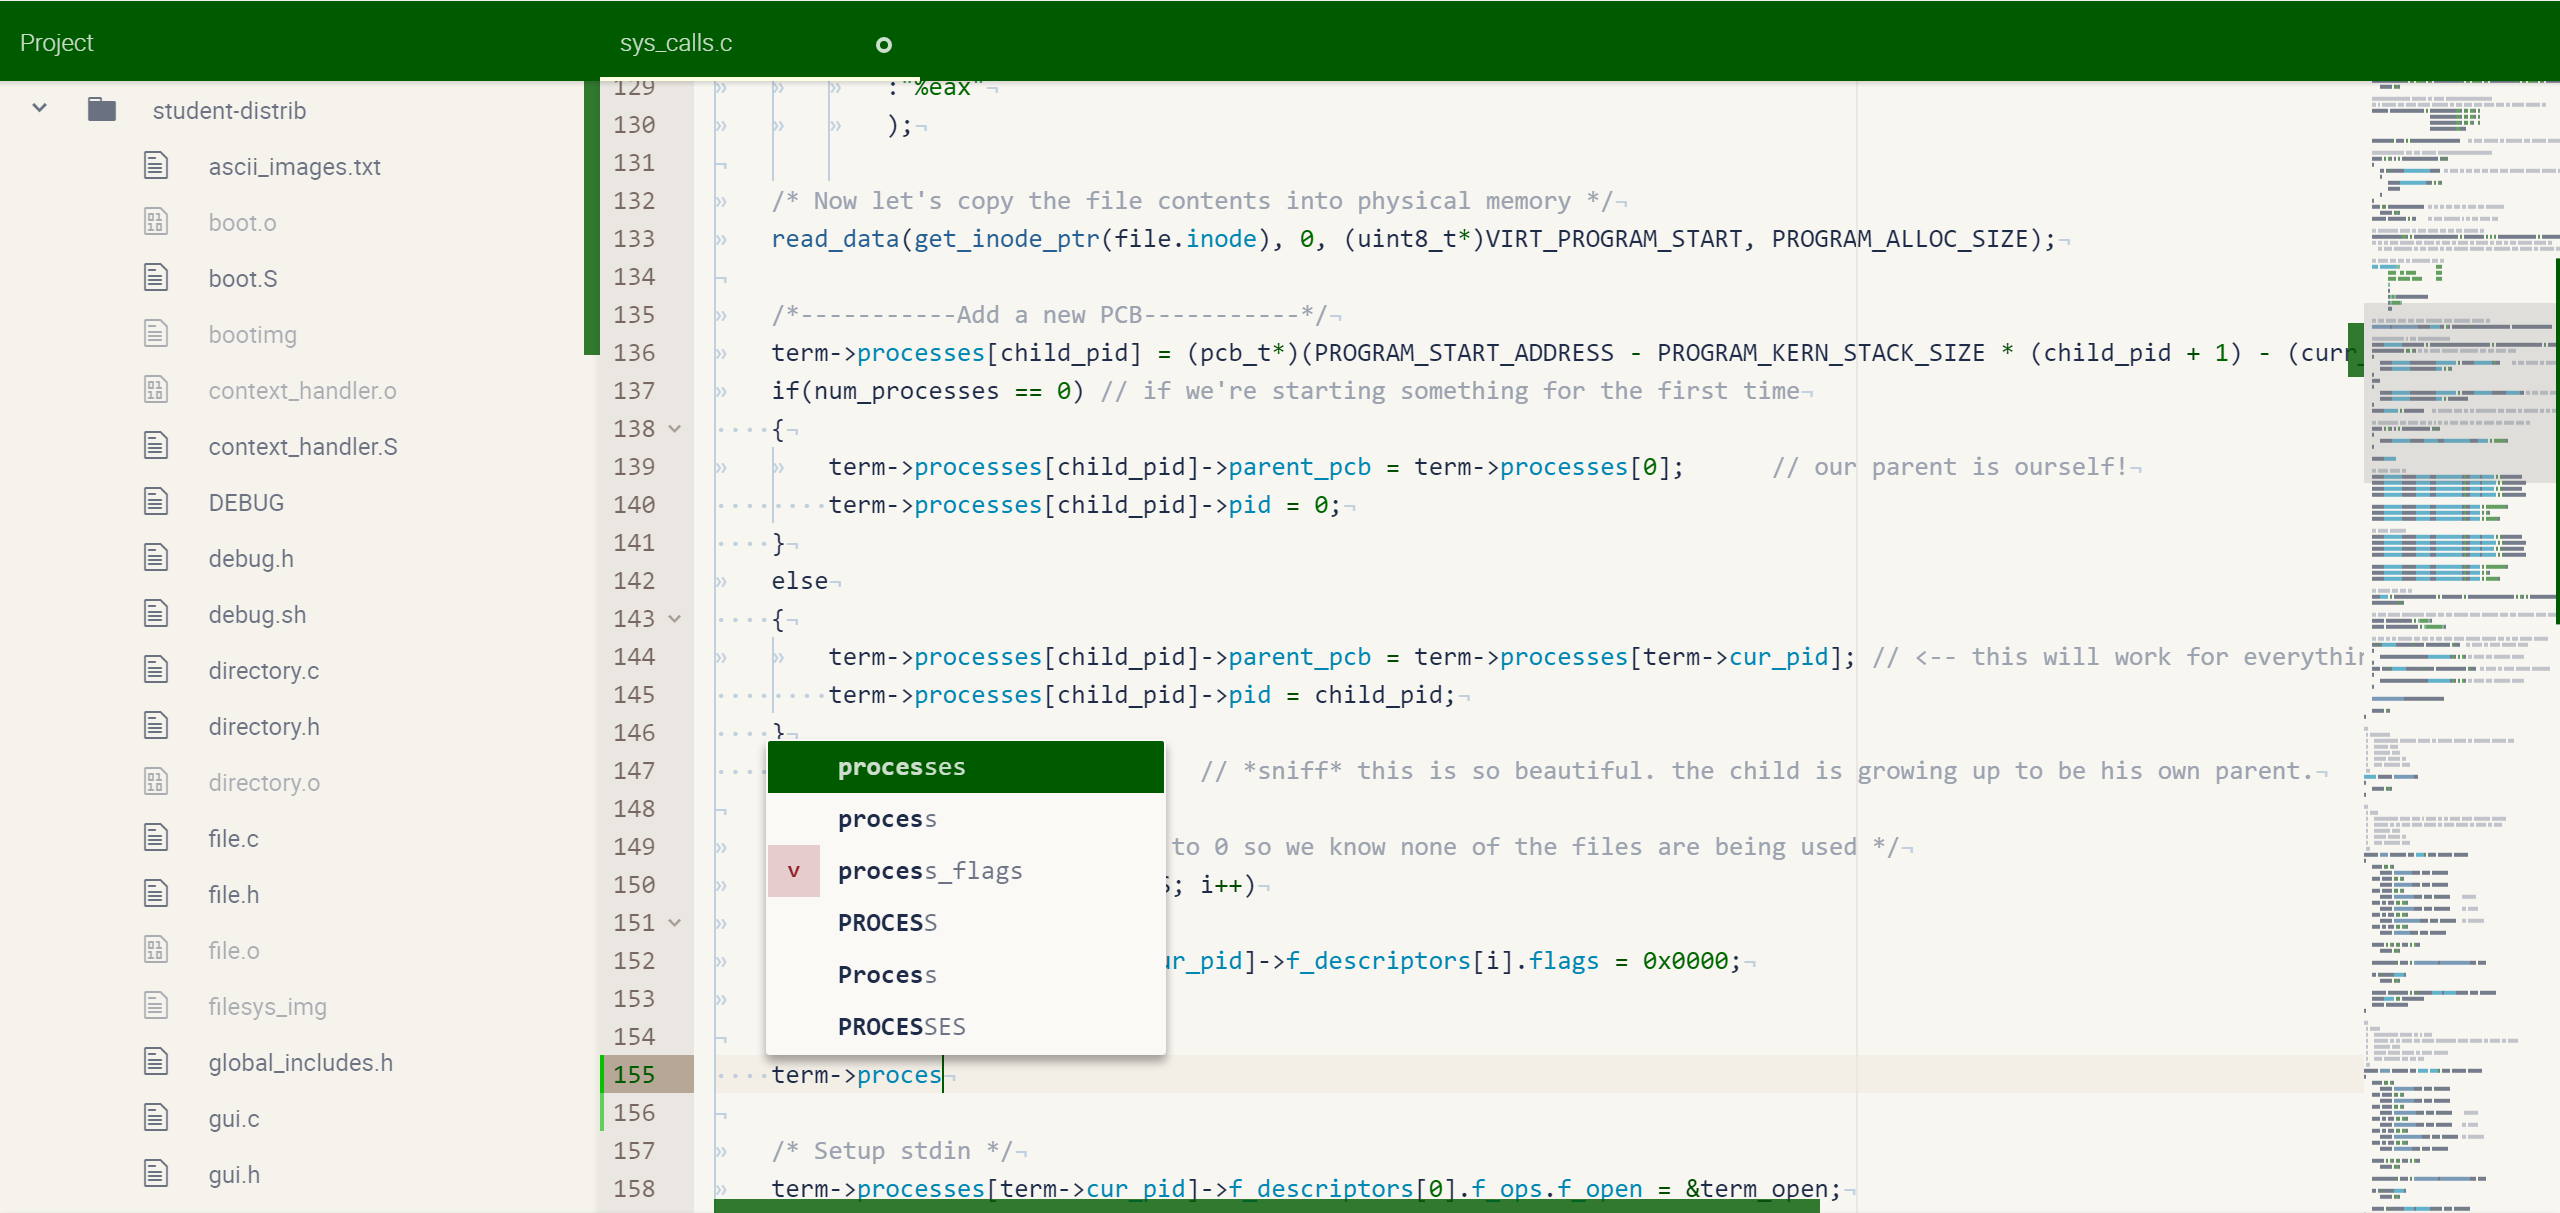 Project
sys_calls.c
student-distrib
ascii_images.txt
boot.o
boot.S
bootimg
context_handler.o
context_handler.S
DEBUG
debug.h
debug.sh
directory.c
directory.h
directory.o
file.c
file.h
file.o
filesys_img
global_includes.h
gui.c
gui.h
129 :"%eax"
130 );
131
132 /* Now let's copy the file contents into physical memory */
133 read_data(get_inode_ptr(file.inode), 0, (uint8_t*)VIRT_PROGRAM_START, PROGRAM_ALLOC_SIZE);
134
135 /*-----------Add a new PCB-----------*/
136 term->processes[child_pid] = (pcb_t*)(PROGRAM_START_ADDRESS - PROGRAM_KERN_STACK_SIZE * (child_pid + 1) - (curr_
137 if(num_processes == 0) // if we're starting something for the first time
138 {
139 term->processes[child_pid]->parent_pcb = term->processes[0]; // our parent is ourself!
140 term->processes[child_pid]->pid = 0;
141 }
142 else
143 {
144 term->processes[child_pid]->parent_pcb = term->processes[term->cur_pid]; // <-- this will work for everythin
145 term->processes[child_pid]->pid = child_pid;
146 }
147 // *sniff* this is so beautiful. the child is growing up to be his own parent.
148
149 to 0 so we know none of the files are being used */
150 ; i++)
151
152 ur_pid]->f_descriptors[i].flags = 0x0000;
153
154
processes
process
v process_flags
PROCESS
Process
PROCESSES
155 term->proces
156
157 /* Setup stdin */
158 term->processes[term->cur_pid]->f_descriptors[0].f_ops.f_open = &term_open;